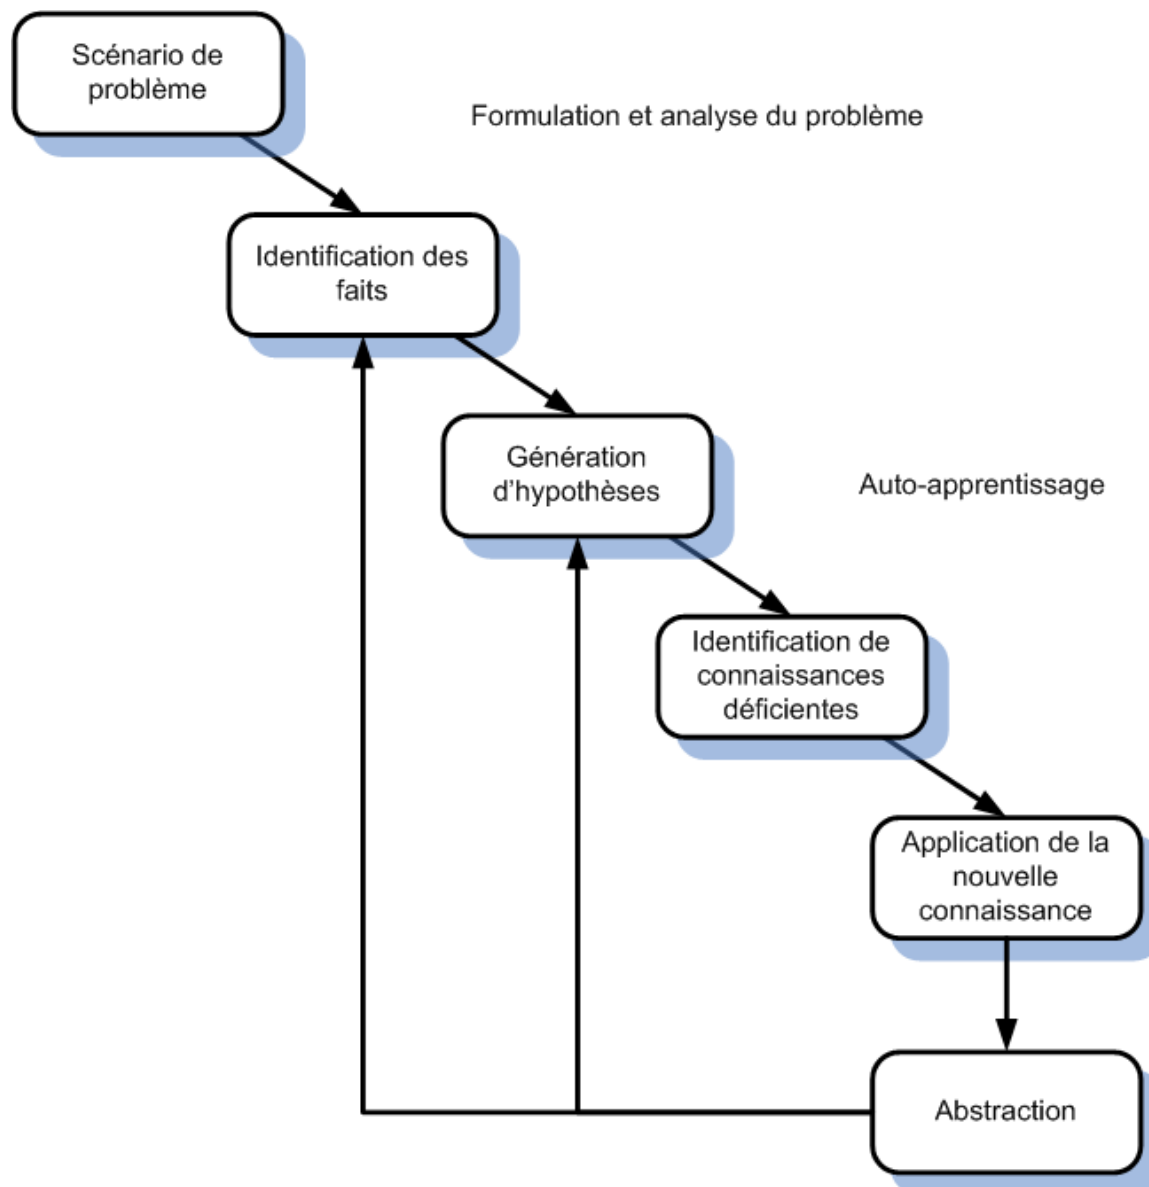 Scénario de
problème
Formulation et analyse du problème
Identification des
faits
Génération
d'hypothèses
Auto-apprentissage
Identification de
connaissances
déficientes
Application de la
nouvelle
connaissance
Abstraction